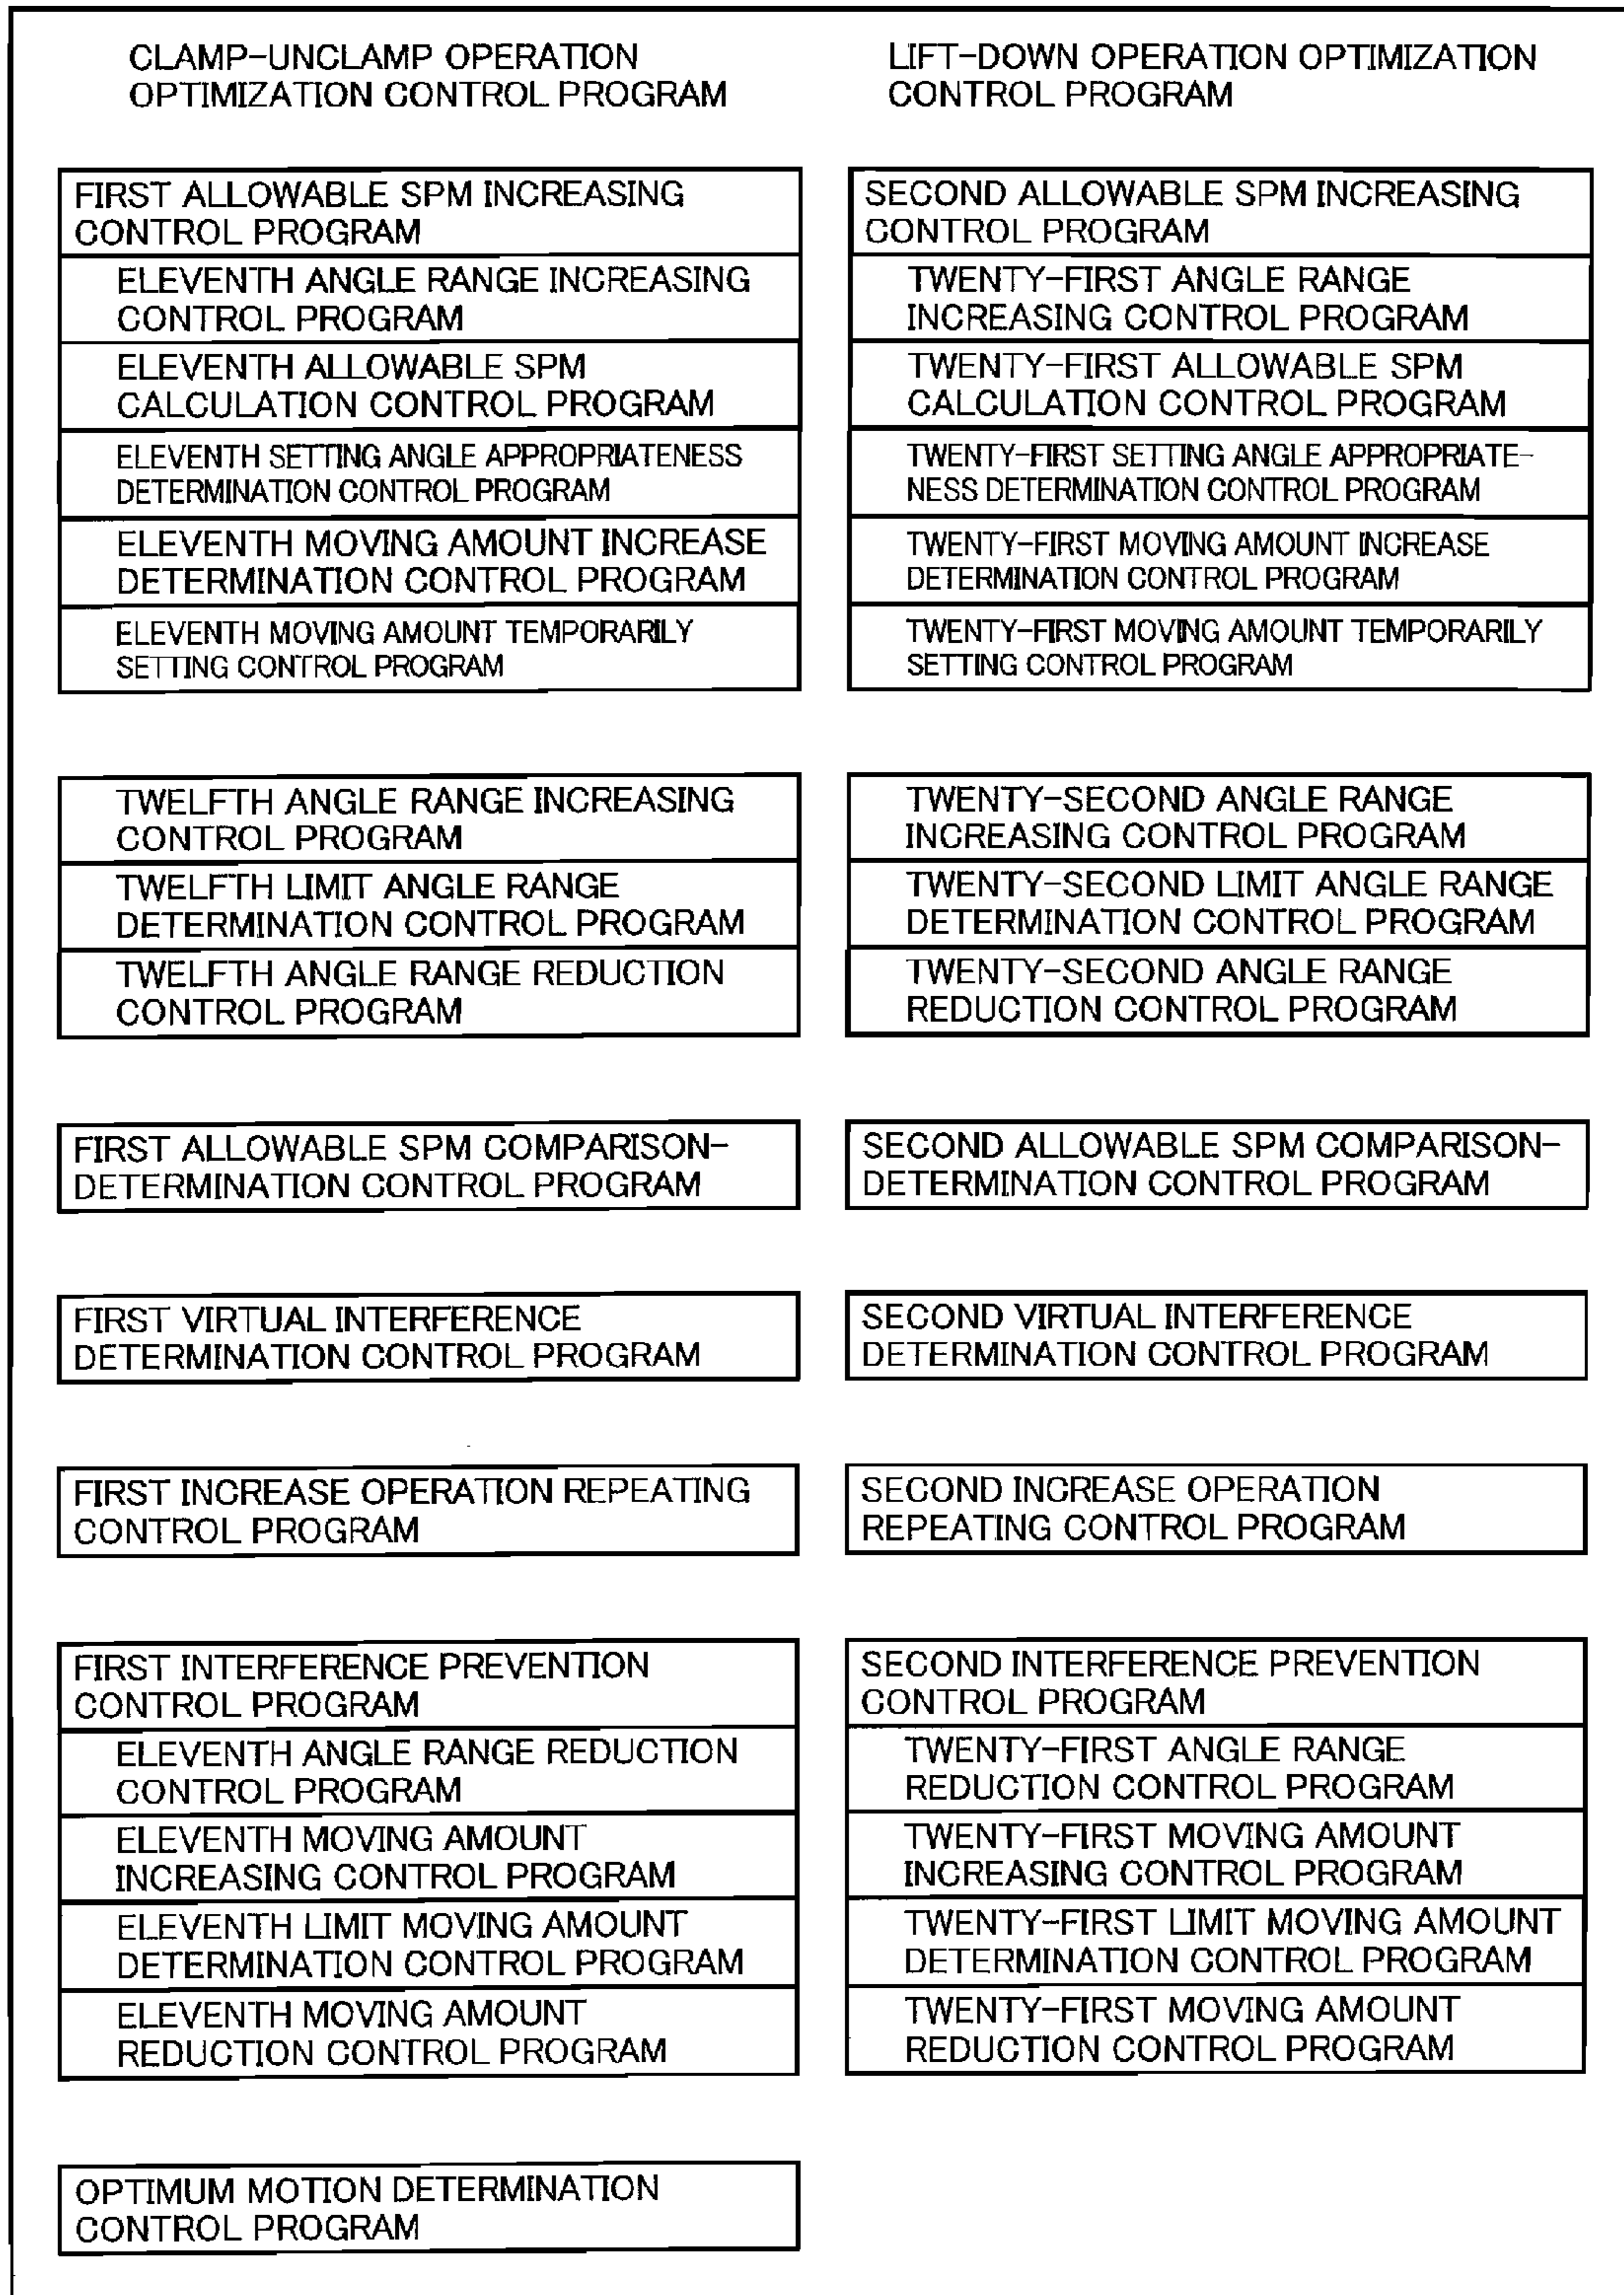 CLAMP-UNCLAMP OPERATION
OPTIMIZATION CONTROL PROGRAM
FIRST ALLOWABLE SPM INCREASING
CONTROL PROGRAM
ELEVENTH ANGLE RANGE INCREASING
CONTROL PROGRAM
ELEVENTH ALLOWABLE SPM
CALCULATION CONTROL PROGRAM
ELEVENTH SETTING ANGLE APPROPRIATENESS
DETERMINATION CONTROL PROGRAM
ELEVENTH MOVING AMOUNT INCREASE
DETERMINATION CONTROL PROGRAM
ELEVENTH MOVING AMOUNT TEMPORARILY
SETTING CONTROL PROGRAM
TWELFTH ANGLE RANGE INCREASING
CONTROL PROGRAM
TWELFTH LIMIT ANGLE RANGE
DETERMINATION CONTROL PROGRAM
TWELFTH ANGLE RANGE REDUCTION
CONTROL PROGRAM
FIRST ALLOWABLE SPM COMPARISON-
DETERMINATION CONTROL PROGRAM
FIRST VIRTUAL INTERFERENCE
DETERMINATION CONTROL PROGRAM
FIRST INCREASE OPERATION REPEATING
CONTROL PROGRAM
FIRST INTERFERENCE PREVENTION
CONTROL PROGRAM
ELEVENTH ANGLE RANGE REDUCTION
CONTROL PROGRAM
ELEVENTH MOVING AMOUNT
INCREASING CONTROL PROGRAM
ELEVENTH LIMIT MOVING AMOUNT
DETERMINATION CONTROL PROGRAM
ELEVENTH MOVING AMOUNT
REDUCTION CONTROL PROGRAM
OPTIMUM MOTION DETERMINATION
CONTROL PROGRAM
LIFT-DOWN OPERATION OPTIMIZATION
CONTROL PROGRAM
SECOND ALLOWABLE SPM INCREASING
CONTROL PROGRAM
TWENTY-FIRST ANGLE RANGE
INCREASING CONTROL PROGRAM
TWENTY-FIRST ALLOWABLE SPM
CALCULATION CONTROL PROGRAM
TWENTY-FIRST SETTING ANGLE APPROPRIATE-
NESS DETERMINATION CONTROL PROGRAM
TWENTY-FIRST MOVING AMOUNT INCREASE
DETERMINATION CONTROL PROGRAM
TWENTY-FIRST MOVING AMOUNT TEMPORARILY
SETTING CONTROL PROGRAM
TWENTY-SECOND ANGLE RANGE
INCREASING CONTROL PROGRAM
TWENTY-SECOND LIMIT ANGLE RANGE
DETERMINATION CONTROL PROGRAM
TWENTY-SECOND ANGLE RANGE
REDUCTION CONTROL PROGRAM
SECOND ALLOWABLE SPM COMPARISON-
DETERMINATION CONTROL PROGRAM
SECOND VIRTUAL INTERFERENCE
DETERMINATION CONTROL PROGRAM
SECOND INCREASE OPERATION
REPEATING CONTROL PROGRAM
SECOND INTERFERENCE PREVENTION
CONTROL PROGRAM
TWENTY-FIRST ANGLE RANGE
REDUCTION CONTROL PROGRAM
TWENTY-FIRST MOVING AMOUNT
INCREASING CONTROL PROGRAM
TWENTY-FIRST LIMIT MOVING AMOUNT
DETERMINATION CONTROL PROGRAM
TWENTY-FIRST MOVING AMOUNT
REDUCTION CONTROL PROGRAM